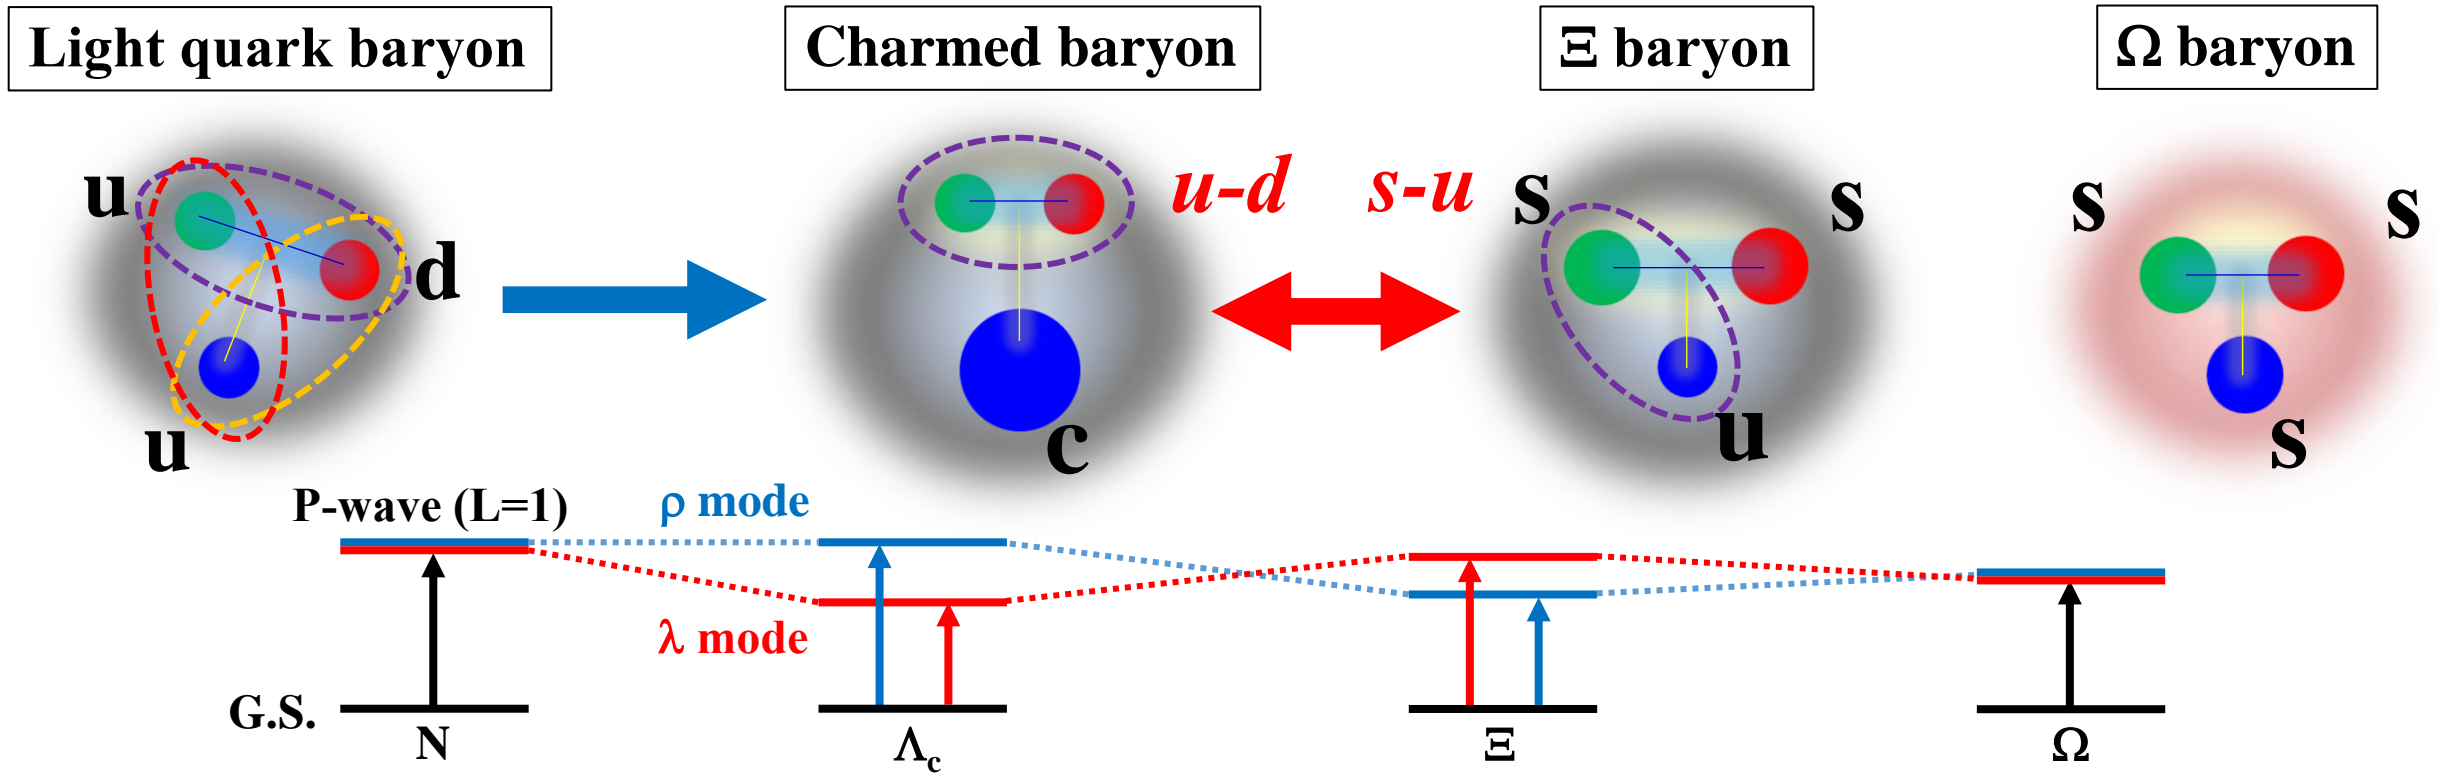 Light quark baryon
Charmed baryon
Ξ baryon
Ω baryon
u
d
u
c
u-d
s-u
s
s
u
s
s
s
P-wave (L=1)
ρ mode
λ mode
G.S.
N
Λc
Ξ
Ω